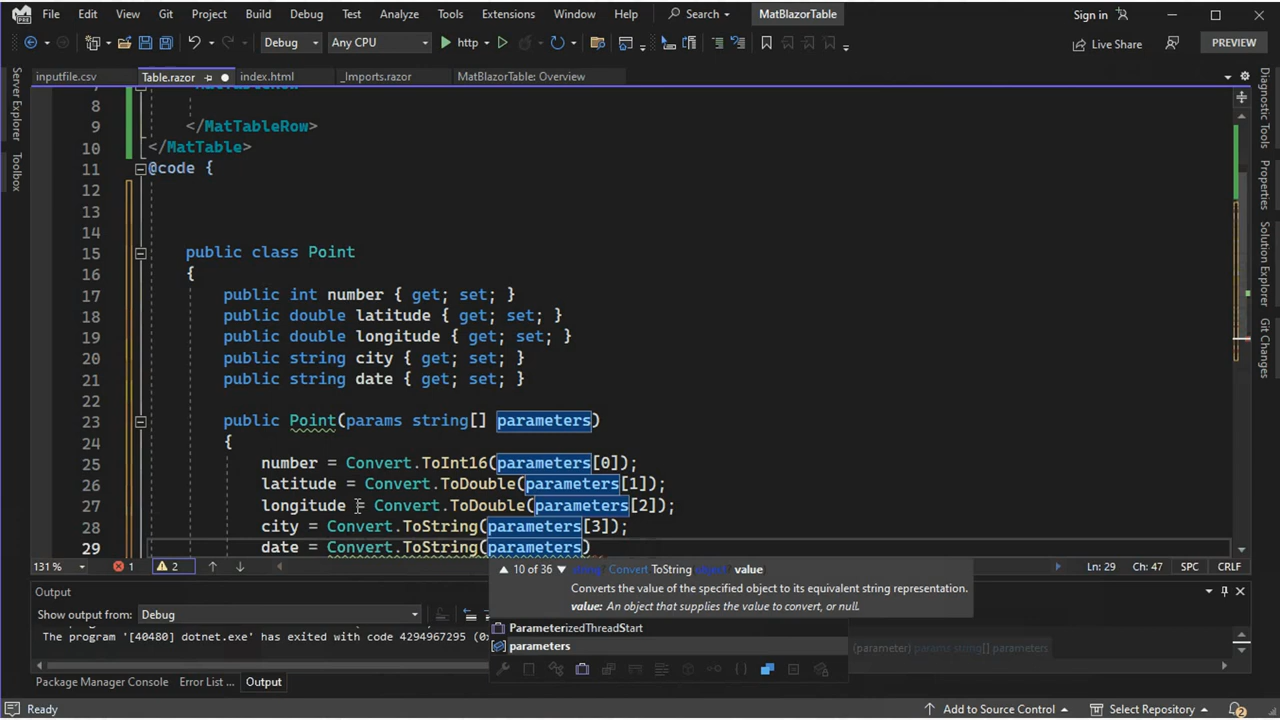 File Edit View Git Project Build Debug Test Analyze Tools Extensions Window Help Search MatBlazorTable Sign in
Debug Any CPU http Live Share PREVIEW
inputfile.csv Table.razor index.html _Imports.razor MatBlazorTable: Overview
Server Explorer
Toolbox
Diagnostic Tools
Properties
Solution Explorer
Git Changes
7 <MatTableRow
8
9 </MatTableRow>
10 </MatTable>
11 @code {
12
13
14
15 public class Point
16 {
17 public int number { get; set; }
18 public double latitude { get; set; }
19 public double longitude { get; set; }
20 public string city { get; set; }
21 public string date { get; set; }
22
23 public Point(params string[] parameters)
24 {
25 number = Convert.ToInt16(parameters[0]);
26 latitude = Convert.ToDouble(parameters[1]);
27 longitude = Convert.ToDouble(parameters[2]);
28 city = Convert.ToString(parameters[3]);
29 date = Convert.ToString(parameters)
131 % 1 2 Ln: 29 Ch: 47 SPC CRLF
10 of 36 string? Convert.ToString(object? value)
Converts the value of the specified object to its equivalent string representation.
value: An object that supplies the value to convert, or null.
ParameterizedThreadStart
parameters
(parameter) params string[] parameters
Output
Show output from: Debug
The program '[40480] dotnet.exe' has exited with code 4294967295 (0x
Package Manager Console Error List ... Output
Ready Add to Source Control Select Repository 2